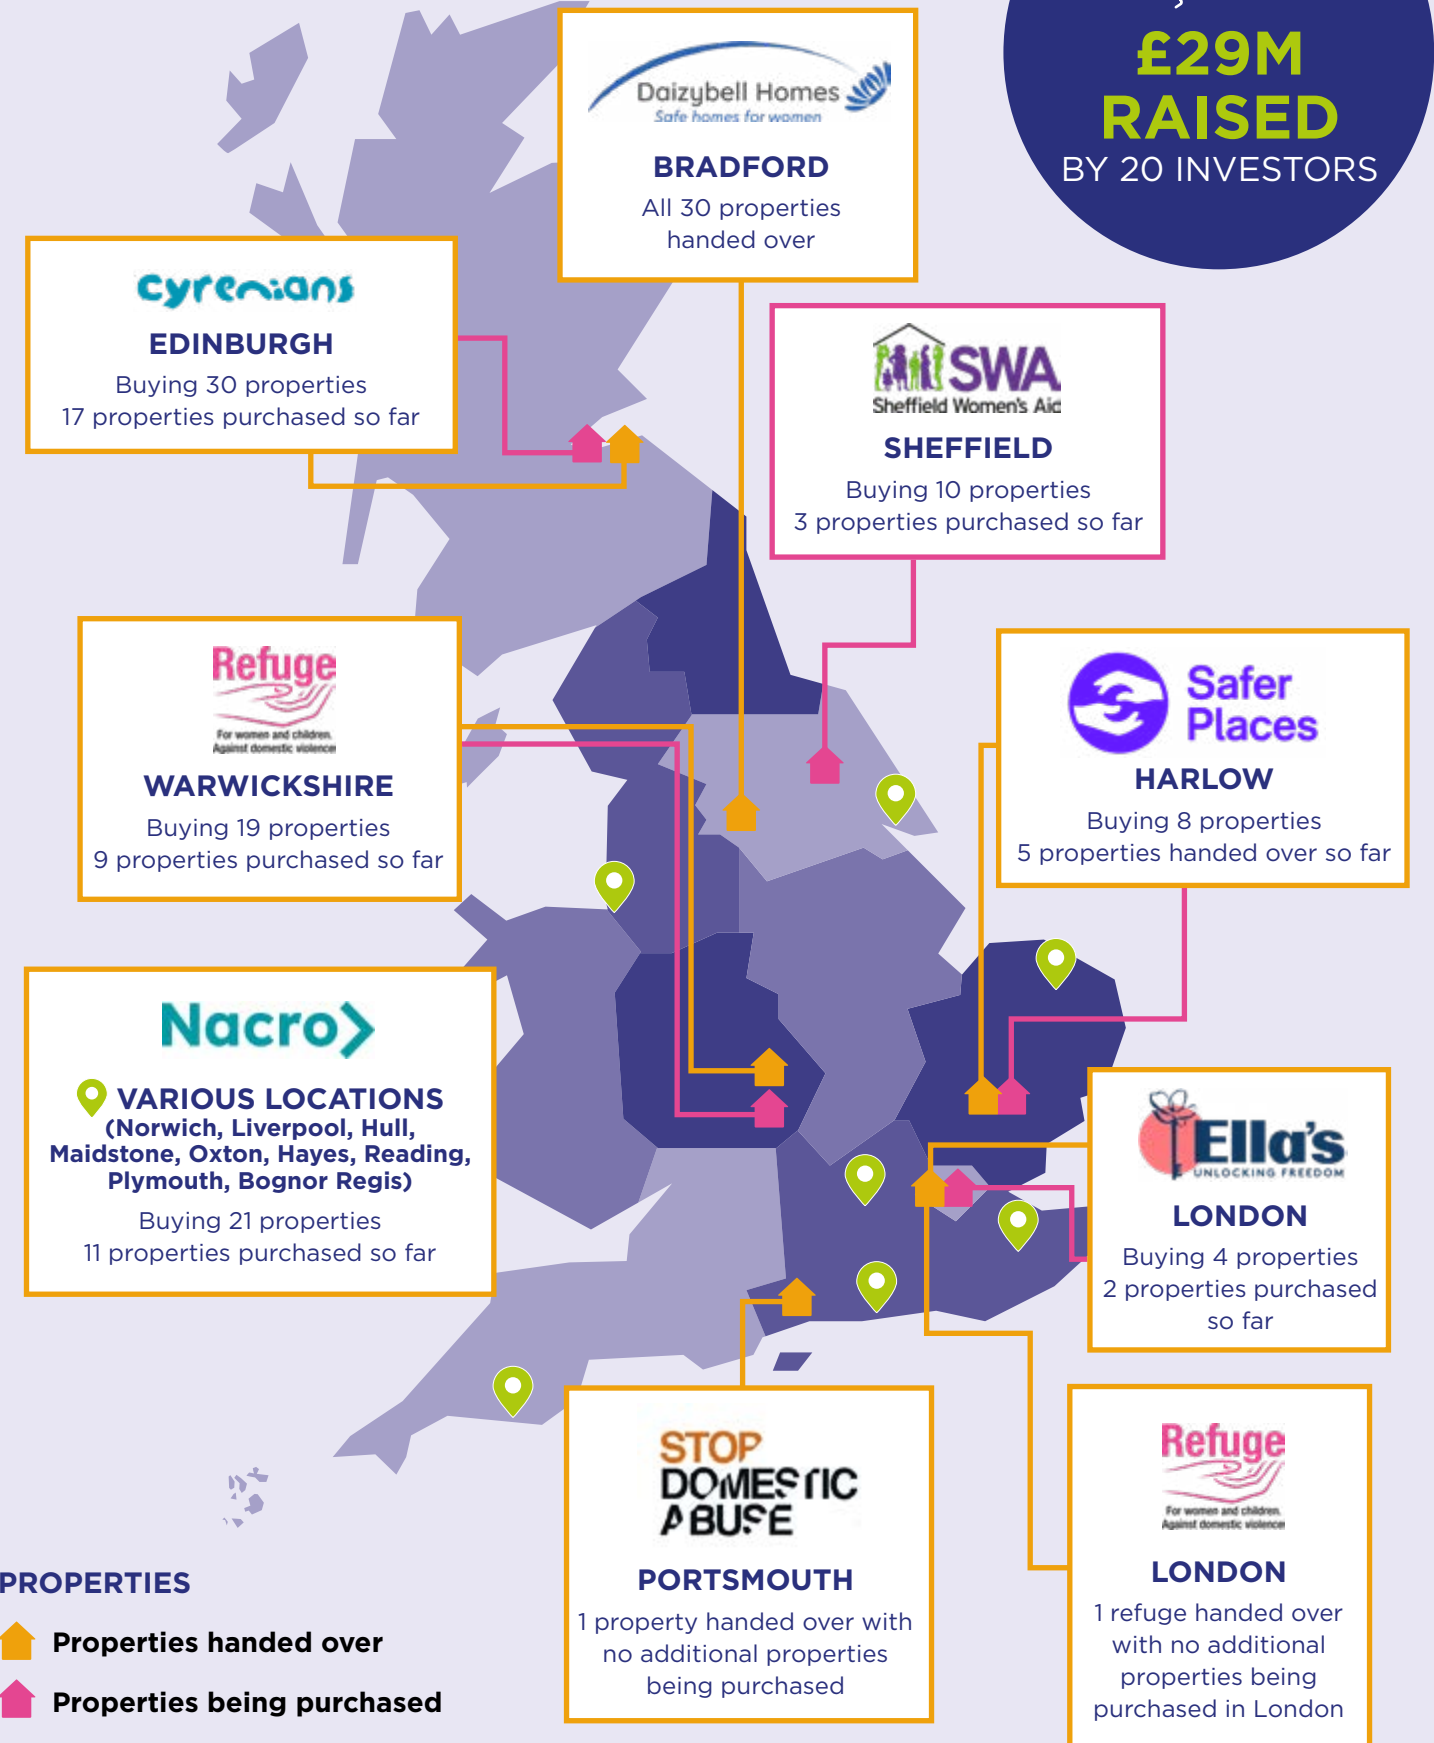 £29M
RAISED
BY 20 INVESTORS
Daizybell Homes
Safe homes for women
BRADFORD
All 30 properties
handed over
cyrenians
EDINBURGH
Buying 30 properties
17 properties purchased so far
SWA
Sheffield Women's Aid
SHEFFIELD
Buying 10 properties
3 properties purchased so far
Refuge
For women and children.
Against domestic violence
WARWICKSHIRE
Buying 19 properties
9 properties purchased so far
Safer
Places
HARLOW
Buying 8 properties
5 properties handed over so far
Nacro
VARIOUS LOCATIONS
(Norwich, Liverpool, Hull,
Maidstone, Oxton, Hayes, Reading,
Plymouth, Bognor Regis)
Buying 21 properties
11 properties purchased so far
Ella's
UNLOCKING FREEDOM
LONDON
Buying 4 properties
2 properties purchased
so far
STOP
DOMESTIC
ABUSE
PORTSMOUTH
1 property handed over with
no additional properties
being purchased
Refuge
For women and children.
Against domestic violence
LONDON
1 refuge handed over
with no additional
properties being
purchased in London
PROPERTIES
Properties handed over
Properties being purchased